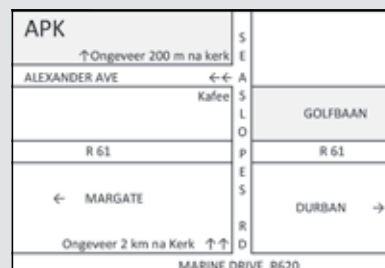 APK
↑Ongeveer 200 m na kerk
ALEXANDER AVE ←←
Kafee
SEA SLOPES RD
GOLFBAAN
R 61
R 61
← MARGATE
DURBAN →
Ongeveer 2 km na Kerk ↑↑
MARINE DRIVE R620